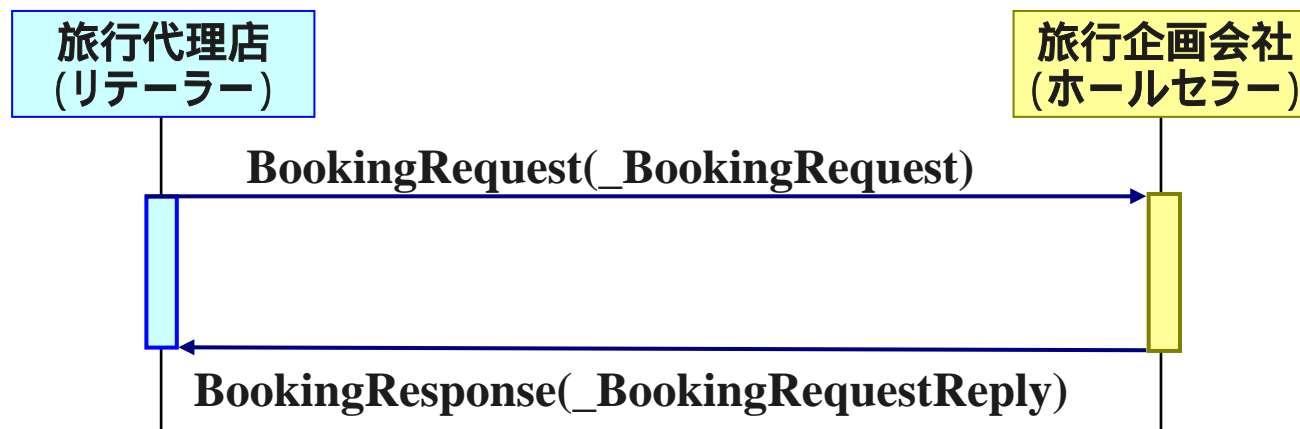 旅行代理店
(リテーラー)
旅行企画会社
(ホールセラー)
BookingRequest(_BookingRequest)
BookingResponse(_BookingRequestReply)